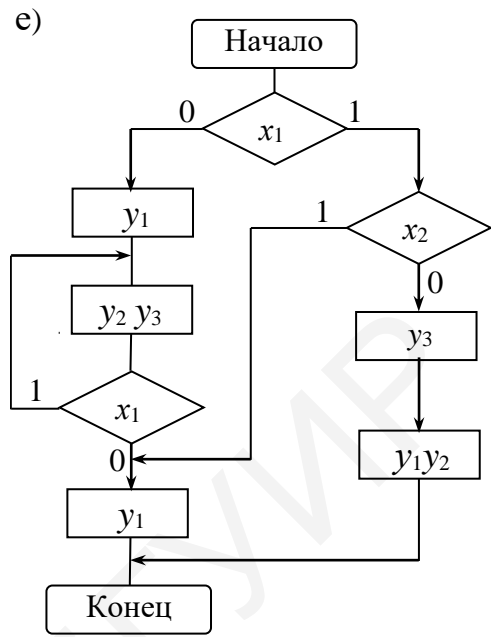 е)
Начало
0 x₁ 1
y₁
1 x₂
0
y₂ y₃
y₃
1 x₁
0
y₁y₂
y₁
Конец